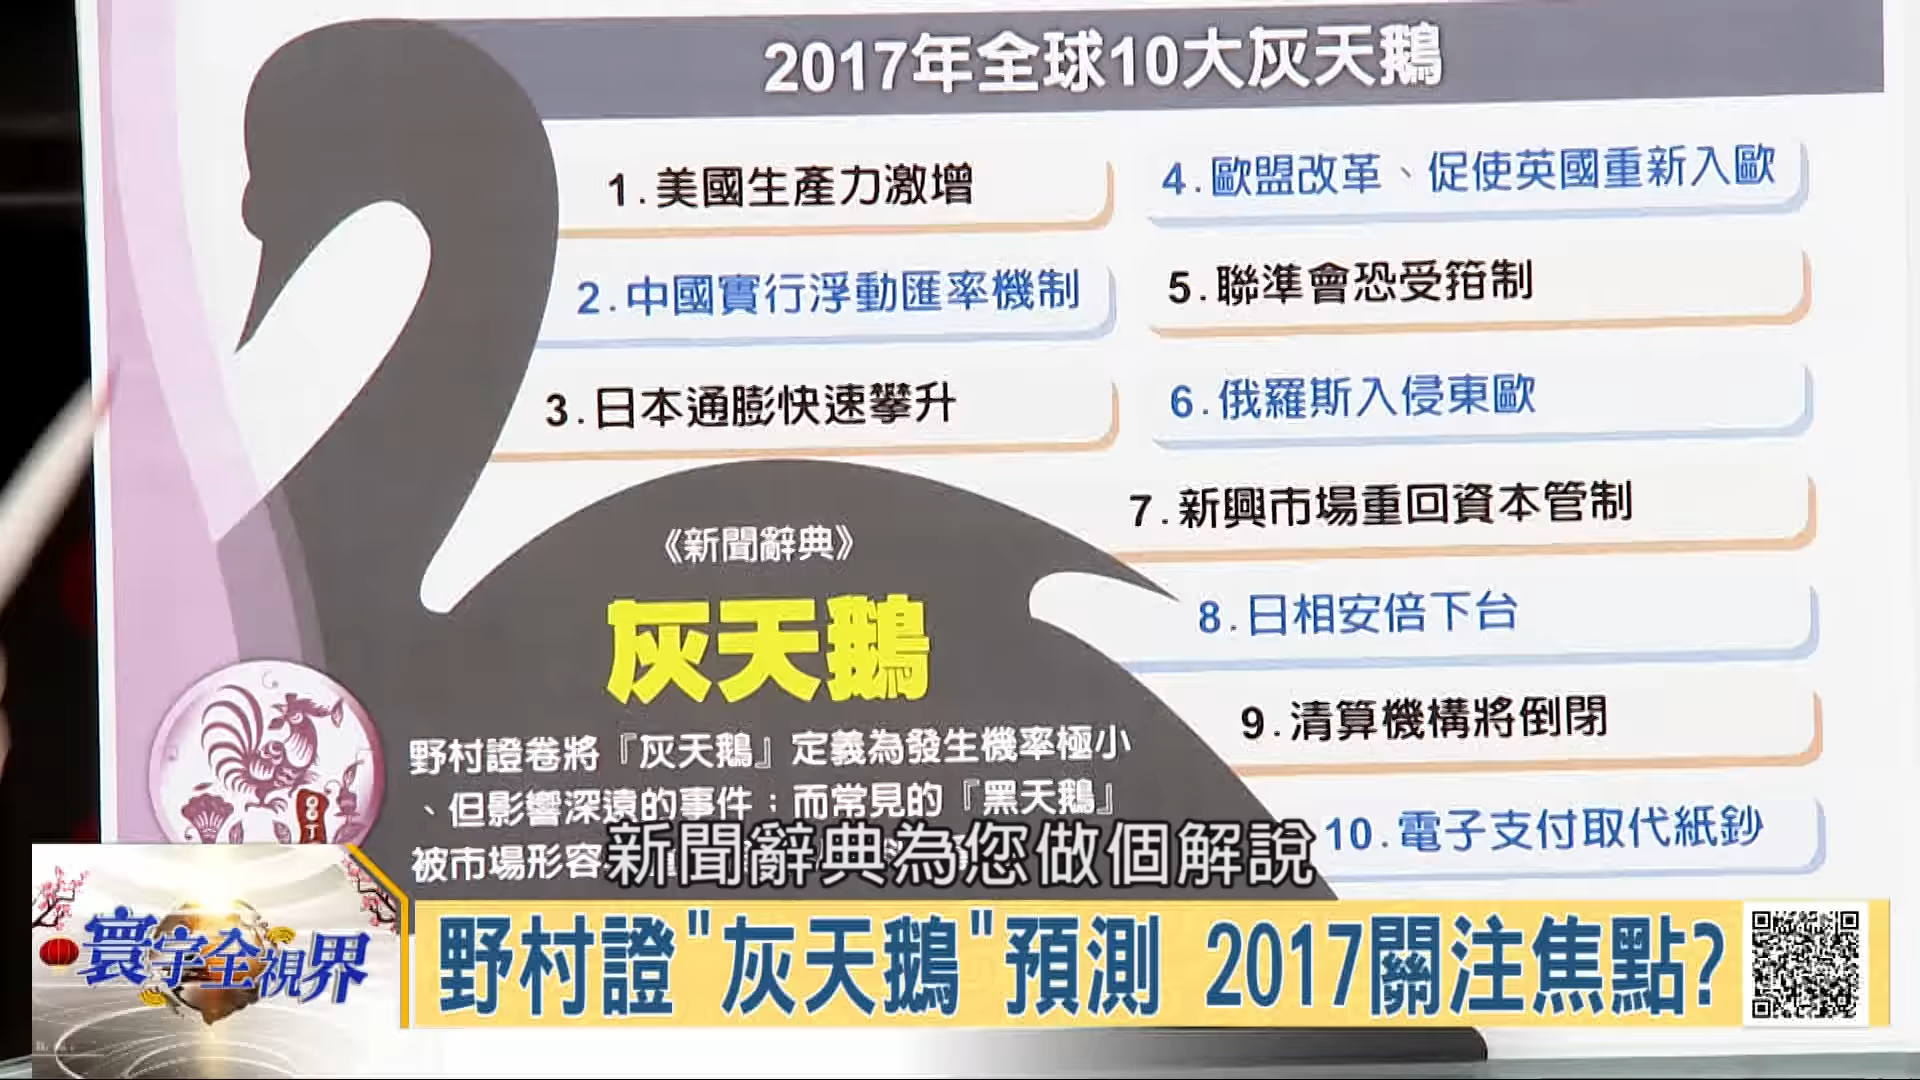 2017年全球10大灰天鵝
1.美國生產力激增
2.中國實行浮動匯率機制
3.日本通膨快速攀升
4.歐盟改革、促使英國重新入歐
5.聯準會恐受箝制
6.俄羅斯入侵東歐
7.新興市場重回資本管制
8.日相安倍下台
9.清算機構將倒閉
10.電子支付取代紙鈔
《新聞辭典》
灰天鵝
野村證卷將『灰天鵝』定義為發生機率極小
、但影響深遠的事件；而常見的『黑天鵝』
被市場形容
新聞辭典為您做個解說
寰宇全視界
野村證"灰天鵝"預測 2017關注焦點?